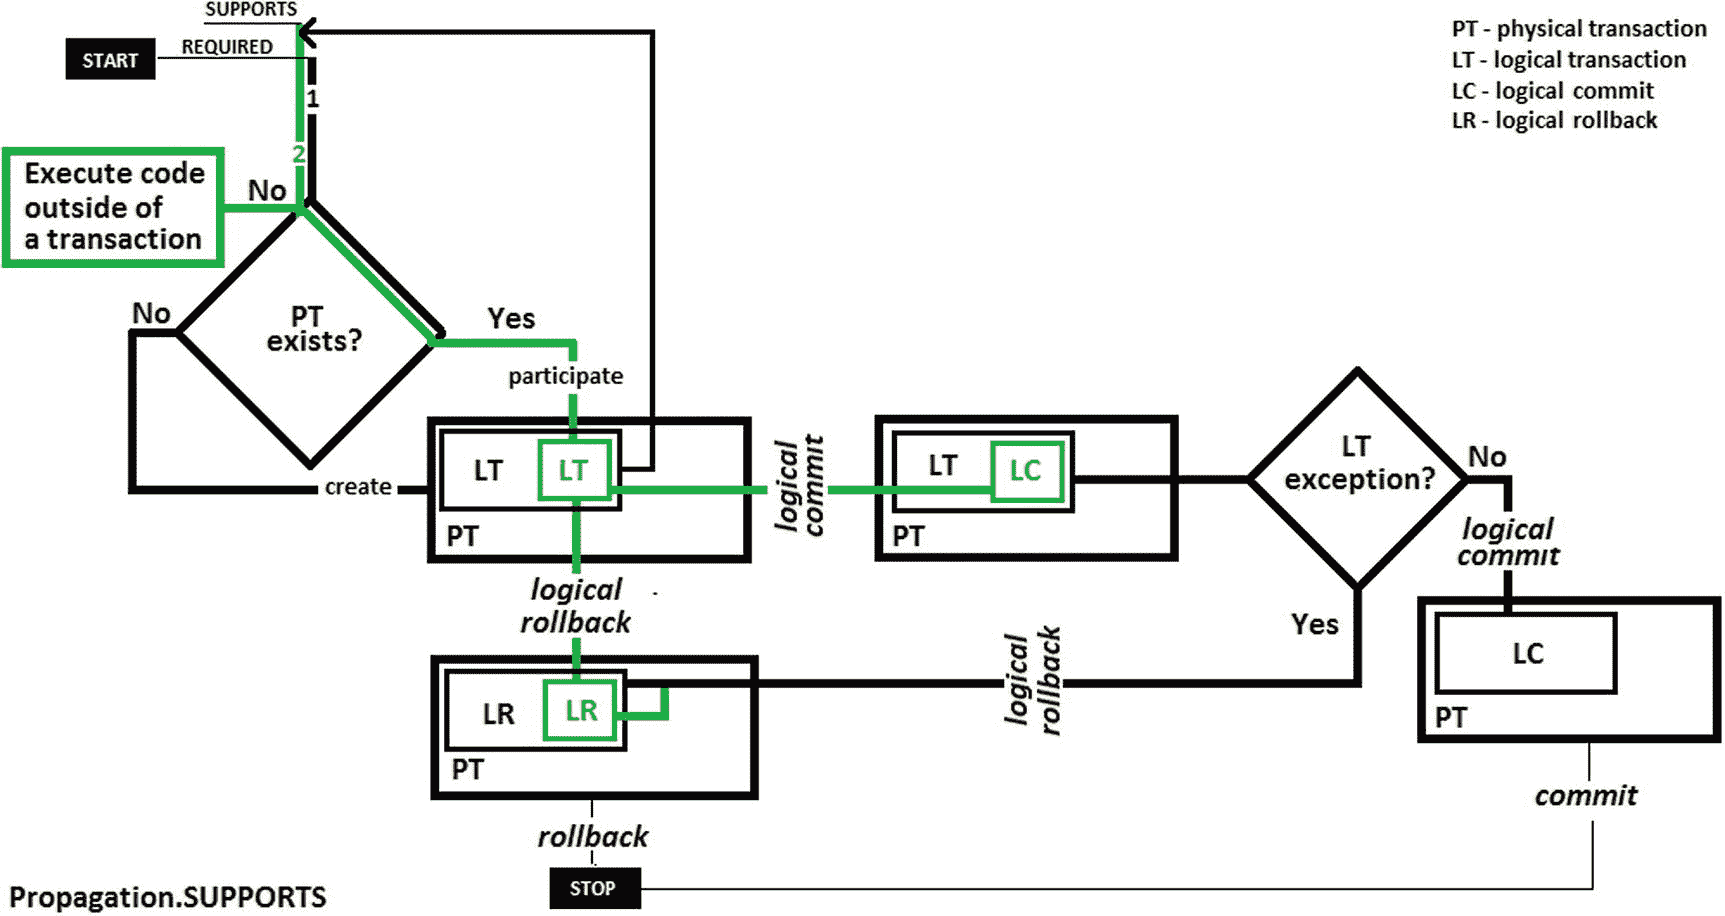 SUPPORTS
REQUIRED
START
1
2
PT - physical transaction
LT - logical transaction
LC - logical commit
LR - logical rollback
Execute code
outside of
a transaction
No
No
PT
exists?
Yes
participate
create
LT
LT
PT
logical
commit
LT
LC
PT
LT
exception?
No
logical
commit
Yes
LC
PT
logical
rollback
LR
LR
PT
logical
rollback
rollback
commit
STOP
Propagation.SUPPORTS